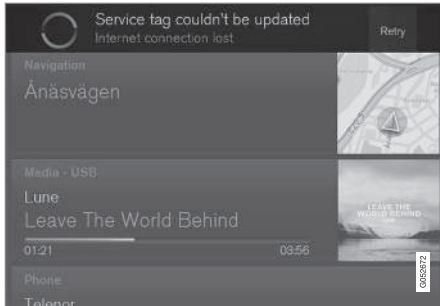 Service tag couldn't be updated
Internet connection lost
Retry
Navigation
Ånäsvägen
Media - USB
Lune
Leave The World Behind
01:21
03:56
LEAVE THE
WORLD BEHIND
Phone
Telenor
G052672